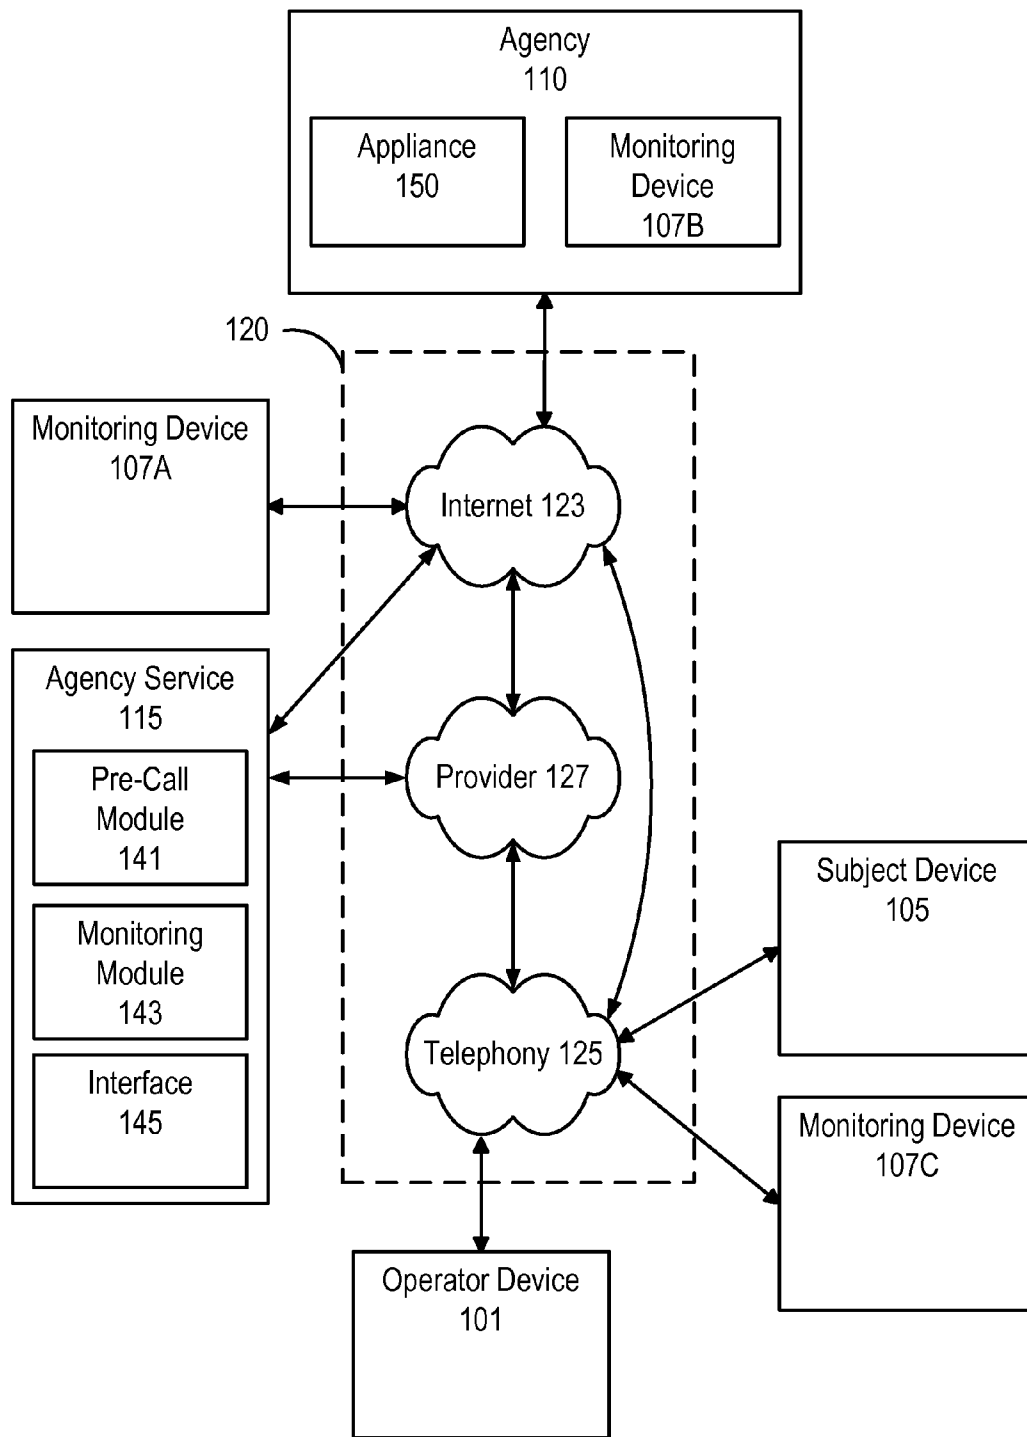 Agency
110
Appliance
150
Monitoring
Device
107B
120
Monitoring Device
107A
Internet 123
Agency Service
115
Pre-Call
Module
141
Provider 127
Monitoring
Module
143
Subject Device
105
Telephony 125
Interface
145
Monitoring Device
107C
Operator Device
101